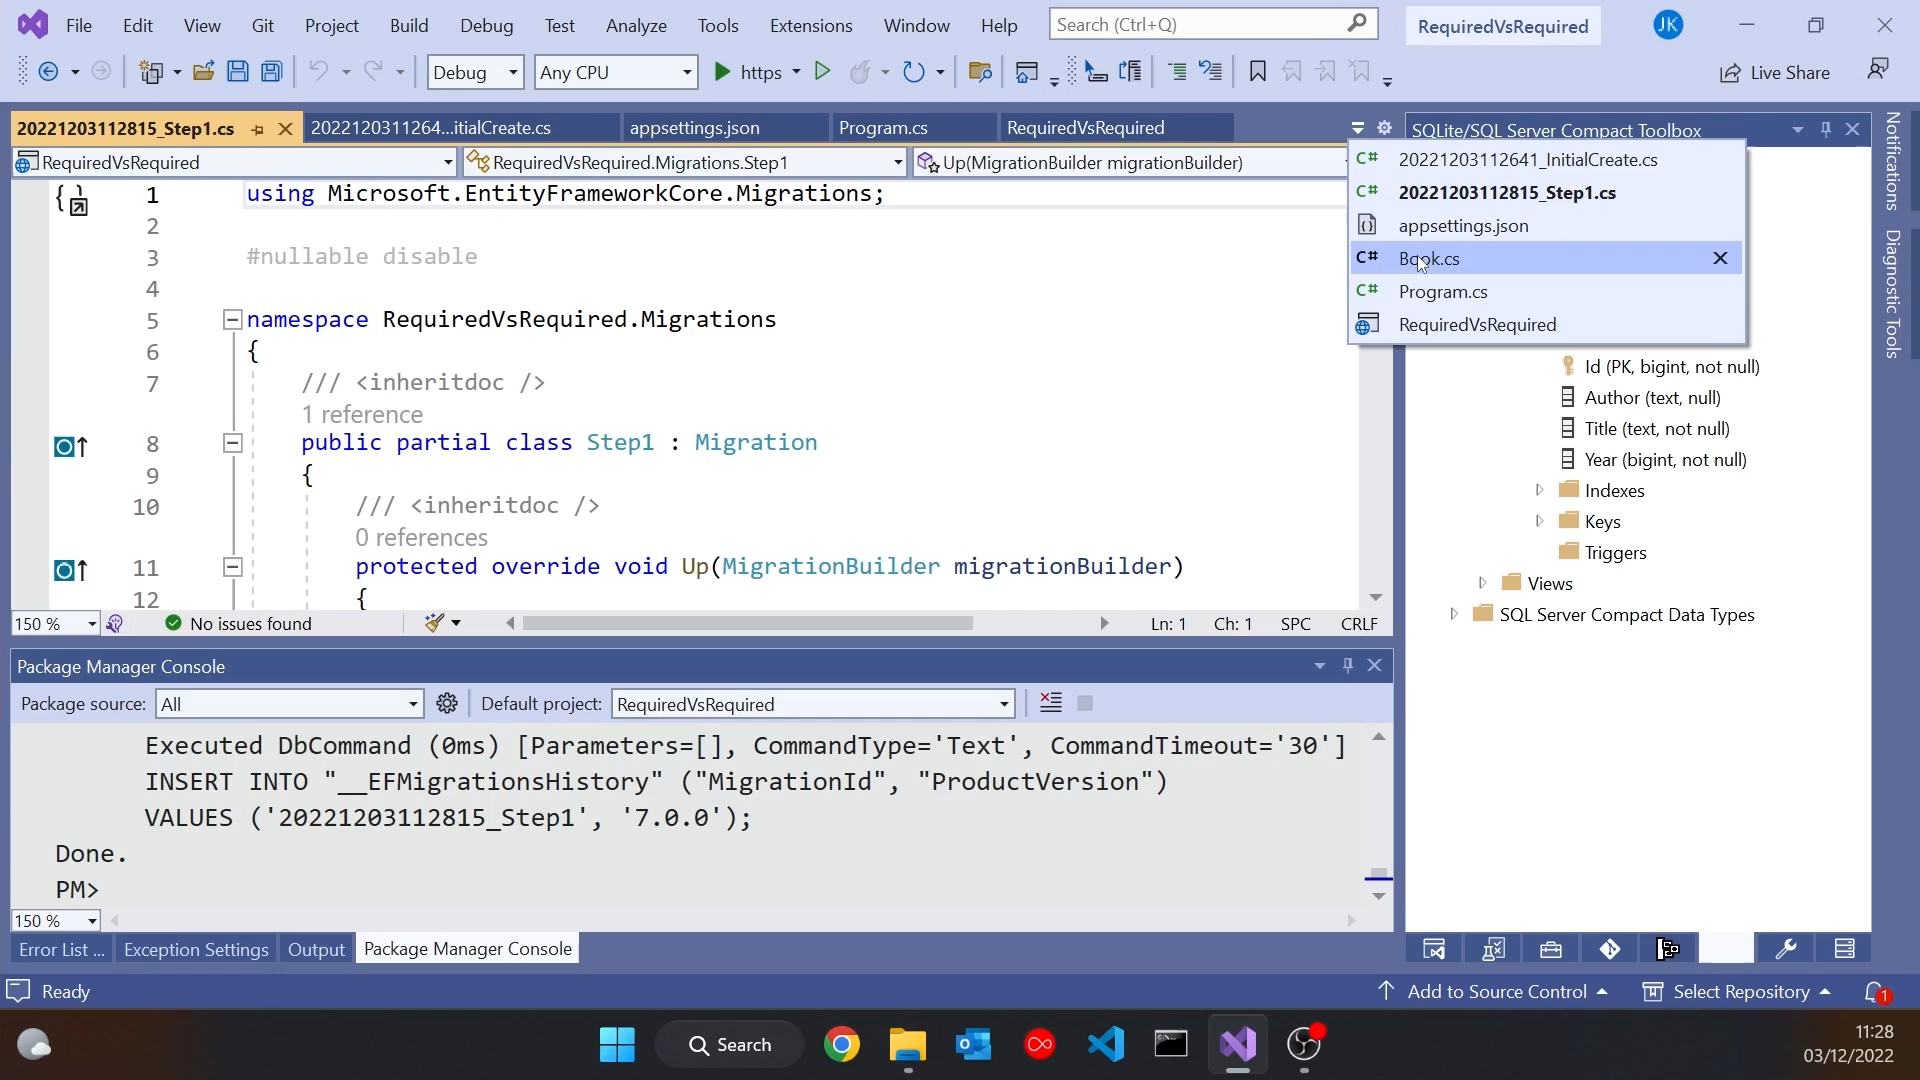 File Edit View Git Project Build Debug Test Analyze Tools Extensions Window Help Search (Ctrl+Q) RequiredVsRequired JK
Debug Any CPU https Live Share
20221203112815_Step1.cs 2022120311264...itialCreate.cs appsettings.json Program.cs RequiredVsRequired SQLite/SQL Server Compact Toolbox
RequiredVsRequired RequiredVsRequired.Migrations.Step1 Up(MigrationBuilder migrationBuilder)
C# 20221203112641_InitialCreate.cs
C# 20221203112815_Step1.cs
appsettings.json
C# Book.cs
C# Program.cs
RequiredVsRequired
1 using Microsoft.EntityFrameworkCore.Migrations;
2
3 #nullable disable
4
5 namespace RequiredVsRequired.Migrations
6 {
7 /// <inheritdoc />
1 reference
8 public partial class Step1 : Migration
9 {
10 /// <inheritdoc />
0 references
11 protected override void Up(MigrationBuilder migrationBuilder)
12 {
150 % No issues found Ln: 1 Ch: 1 SPC CRLF
Id (PK, bigint, not null)
Author (text, null)
Title (text, not null)
Year (bigint, not null)
Indexes
Keys
Triggers
Views
SQL Server Compact Data Types
Notifications
Diagnostic Tools
Package Manager Console
Package source: All Default project: RequiredVsRequired
Executed DbCommand (0ms) [Parameters=[], CommandType='Text', CommandTimeout='30']
INSERT INTO "__EFMigrationsHistory" ("MigrationId", "ProductVersion")
VALUES ('20221203112815_Step1', '7.0.0');
Done.
PM>
150 %
Error List ... Exception Settings Output Package Manager Console
Ready Add to Source Control Select Repository 1
Search
11:28
03/12/2022